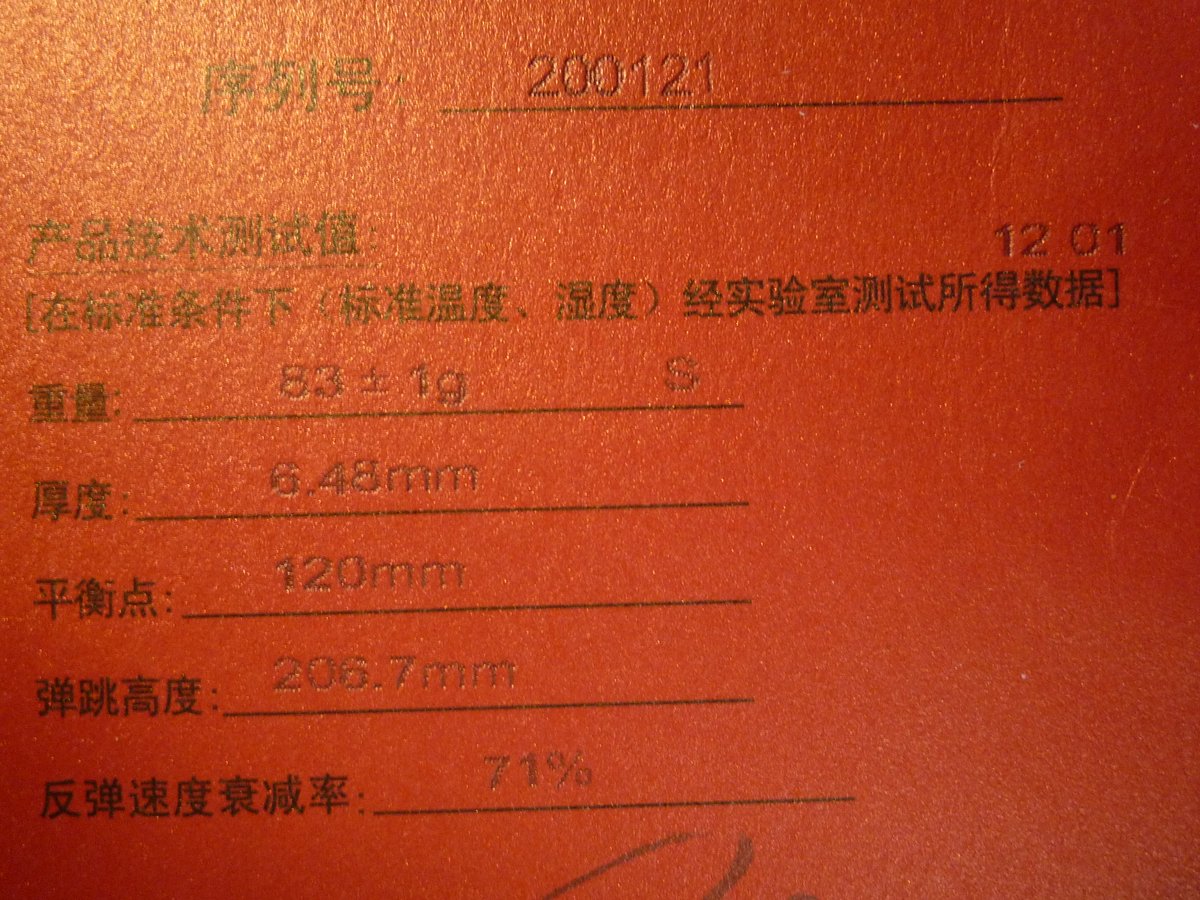 序列号: 200121
产品技术测试值: 12 01
[在标准条件下（标准温度、湿度）经实验室测试所得数据]
重量: 83±1g S
厚度: 6.48mm
平衡点: 120mm
弹跳高度: 206.7mm
反弹速度衰减率: 71%